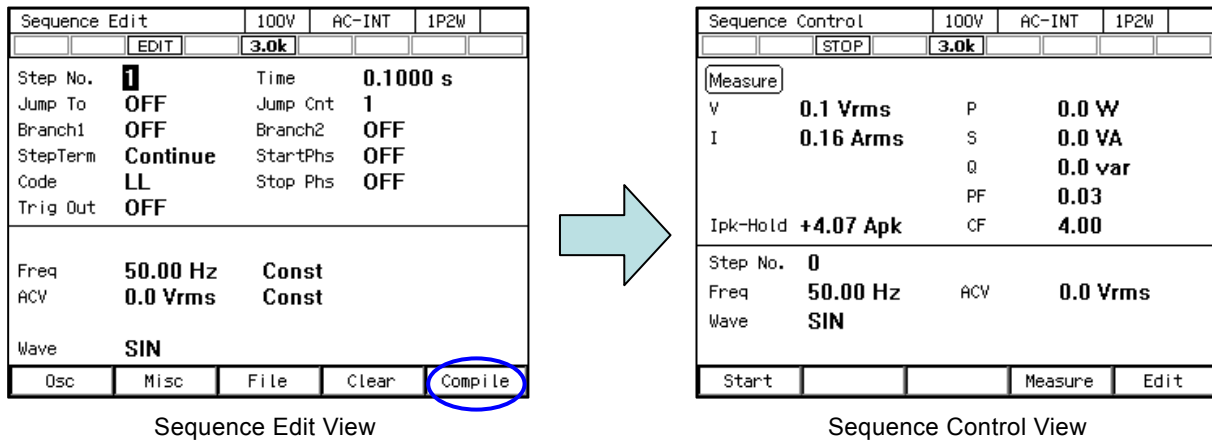 Sequence Edit 100V AC-INT 1P2W
EDIT 3.0k
Step No. 1 Time 0.1000 s
Jump To OFF Jump Cnt 1
Branch1 OFF Branch2 OFF
StepTerm Continue StartPhs OFF
Code LL Stop Phs OFF
Trig Out OFF
Freq 50.00 Hz Const
ACV 0.0 Vrms Const
Wave SIN
Osc Misc File Clear Compile
Sequence Edit View
Sequence Control 100V AC-INT 1P2W
STOP 3.0k
Measure
V 0.1 Vrms P 0.0 W
I 0.16 Arms S 0.0 VA
Q 0.0 var
PF 0.03
Ipk-Hold +4.07 Apk CF 4.00
Step No. 0
Freq 50.00 Hz ACV 0.0 Vrms
Wave SIN
Start Measure Edit
Sequence Control View